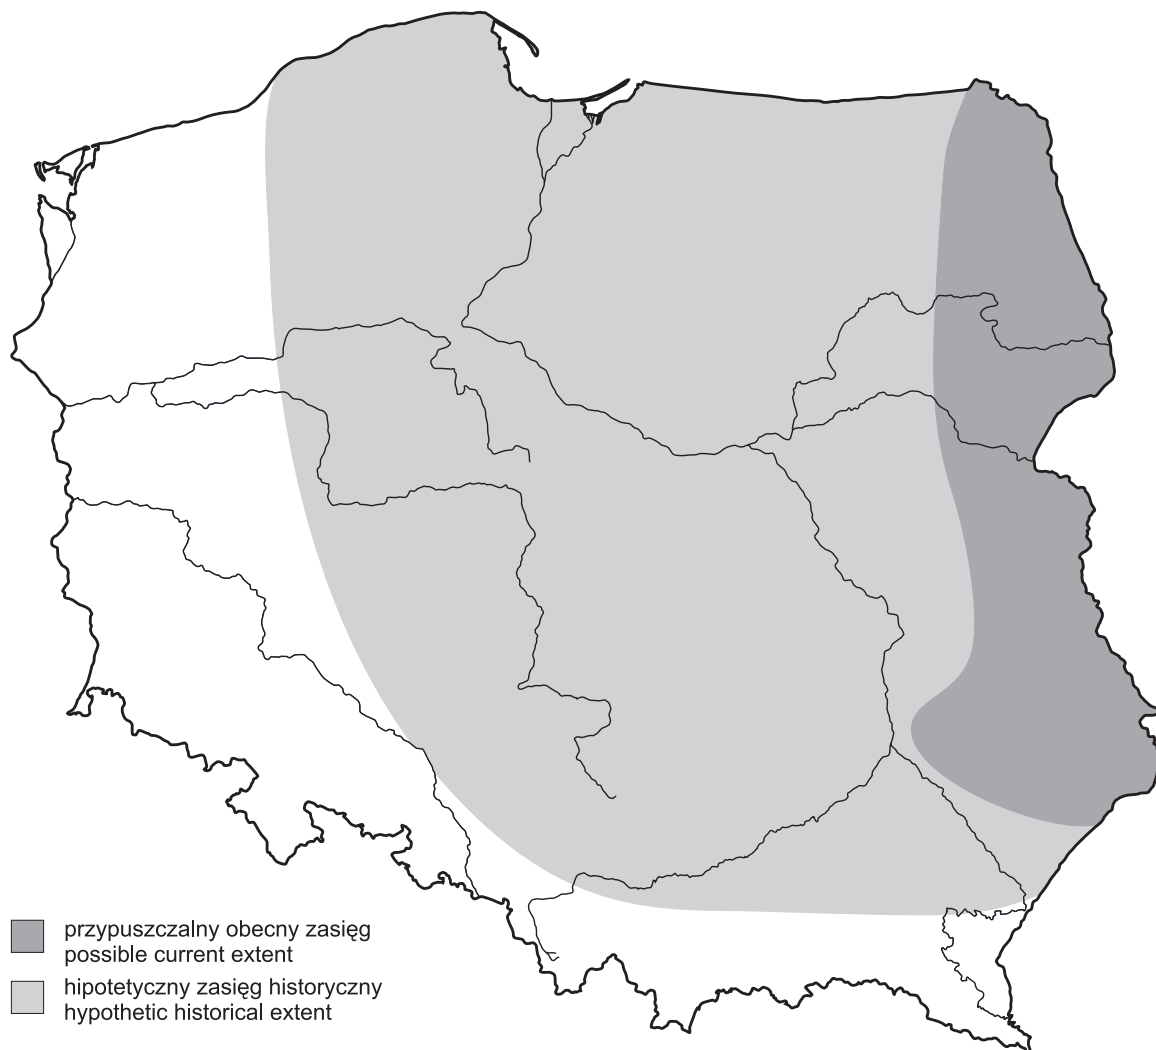 przypuszczalny obecny zasięg
possible current extent
hipotetyczny zasięg historyczny
hypothetic historical extent